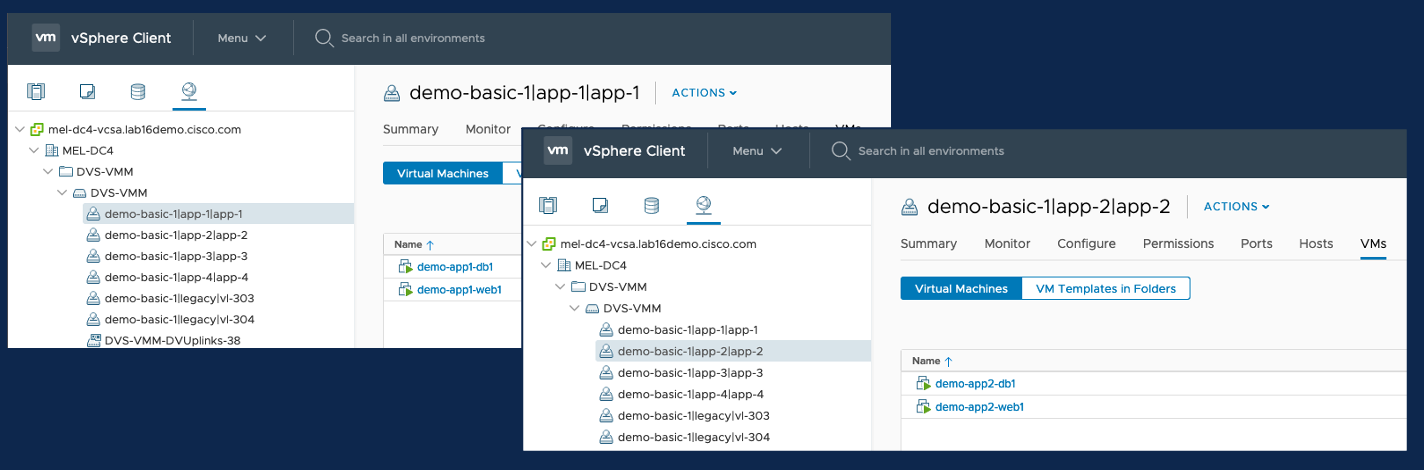 vm vSphere Client Menu Search in all environments
demo-basic-1|app-1|app-1 ACTIONS
Summary Monitor
Virtual Machines
mel-dc4-vcsa.lab16demo.cisco.com
MEL-DC4
DVS-VMM
DVS-VMM
demo-basic-1|app-1|app-1
demo-basic-1|app-2|app-2
demo-basic-1|app-3|app-3
demo-basic-1|app-4|app-4
demo-basic-1|legacy|vl-303
demo-basic-1|legacy|vl-304
DVS-VMM-DVUplinks-38
Name
demo-app1-db1
demo-app1-web1
vm vSphere Client Menu Search in all environments
demo-basic-1|app-2|app-2 ACTIONS
Summary Monitor Configure Permissions Ports Hosts VMs
Virtual Machines VM Templates in Folders
mel-dc4-vcsa.lab16demo.cisco.com
MEL-DC4
DVS-VMM
DVS-VMM
demo-basic-1|app-1|app-1
demo-basic-1|app-2|app-2
demo-basic-1|app-3|app-3
demo-basic-1|app-4|app-4
demo-basic-1|legacy|vl-303
demo-basic-1|legacy|vl-304
Name
demo-app2-db1
demo-app2-web1